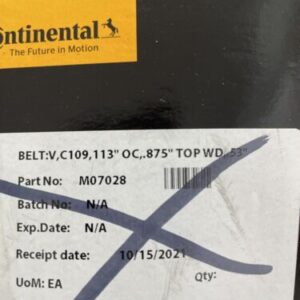 Continental
The Future in Motion
BELT:V,C109,113" OC,.875" TOP WD,.53"
Part No: M07028
Batch No: N/A
Exp.Date: N/A
Receipt date: 10/15/2021
Qty:
UoM: EA